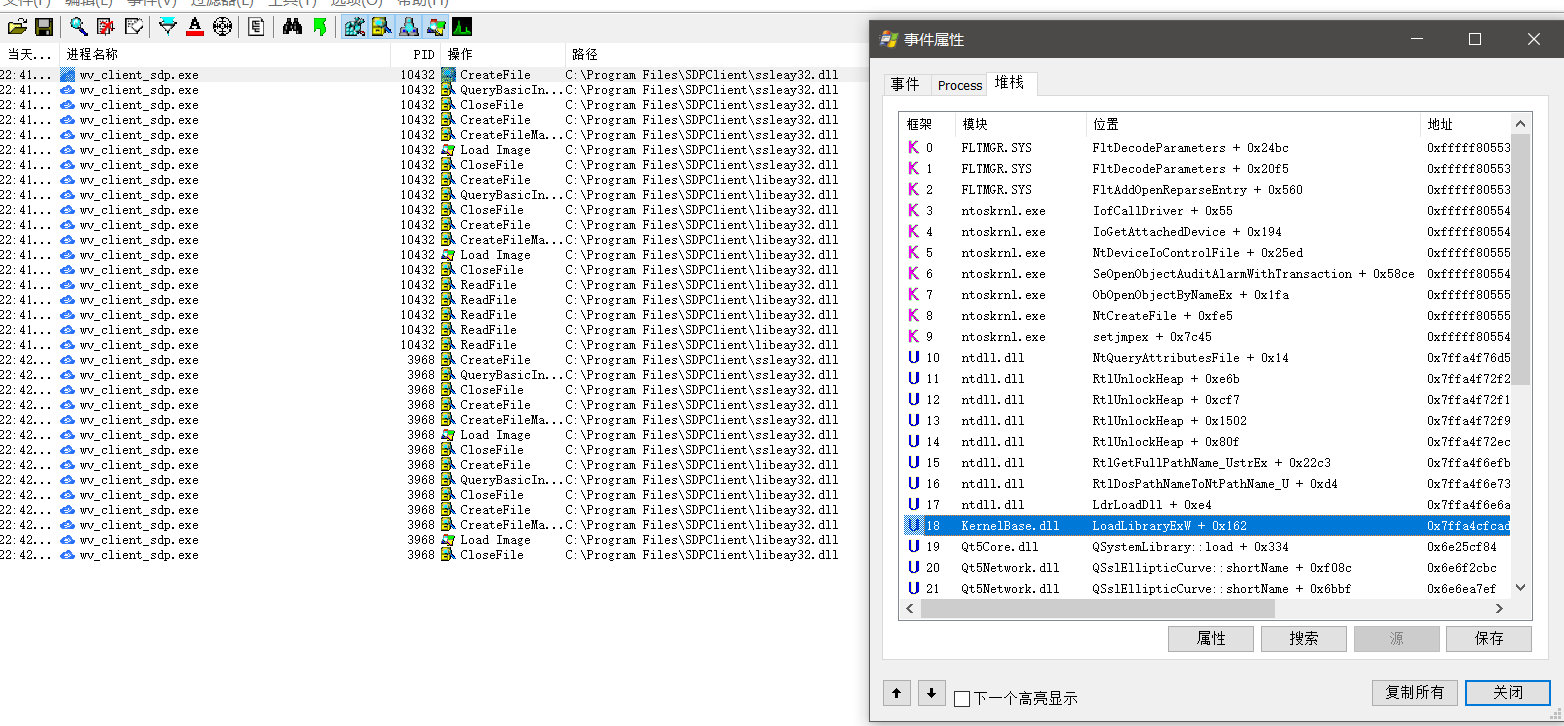 文件(F) 编辑(E) 事件(V) 过滤器(L) 工具(T) 选项(O) 帮助(H)
当天... 进程名称 PID 操作 路径
22:41... wv_client_sdp.exe 10432 CreateFile C:\Program Files\SDPClient\ssleay32.dll
22:41... wv_client_sdp.exe 10432 QueryBasicIn... C:\Program Files\SDPClient\ssleay32.dll
22:41... wv_client_sdp.exe 10432 CloseFile C:\Program Files\SDPClient\ssleay32.dll
22:41... wv_client_sdp.exe 10432 CreateFile C:\Program Files\SDPClient\ssleay32.dll
22:41... wv_client_sdp.exe 10432 CreateFileMa... C:\Program Files\SDPClient\ssleay32.dll
22:41... wv_client_sdp.exe 10432 Load Image C:\Program Files\SDPClient\ssleay32.dll
22:41... wv_client_sdp.exe 10432 CloseFile C:\Program Files\SDPClient\ssleay32.dll
22:41... wv_client_sdp.exe 10432 CreateFile C:\Program Files\SDPClient\libeay32.dll
22:41... wv_client_sdp.exe 10432 QueryBasicIn... C:\Program Files\SDPClient\libeay32.dll
22:41... wv_client_sdp.exe 10432 CloseFile C:\Program Files\SDPClient\libeay32.dll
22:41... wv_client_sdp.exe 10432 CreateFile C:\Program Files\SDPClient\libeay32.dll
22:41... wv_client_sdp.exe 10432 CreateFileMa... C:\Program Files\SDPClient\libeay32.dll
22:41... wv_client_sdp.exe 10432 Load Image C:\Program Files\SDPClient\libeay32.dll
22:41... wv_client_sdp.exe 10432 CloseFile C:\Program Files\SDPClient\libeay32.dll
22:41... wv_client_sdp.exe 10432 ReadFile C:\Program Files\SDPClient\libeay32.dll
22:41... wv_client_sdp.exe 10432 ReadFile C:\Program Files\SDPClient\libeay32.dll
22:41... wv_client_sdp.exe 10432 ReadFile C:\Program Files\SDPClient\libeay32.dll
22:41... wv_client_sdp.exe 10432 ReadFile C:\Program Files\SDPClient\libeay32.dll
22:41... wv_client_sdp.exe 10432 ReadFile C:\Program Files\SDPClient\libeay32.dll
22:42... wv_client_sdp.exe 3968 CreateFile C:\Program Files\SDPClient\ssleay32.dll
22:42... wv_client_sdp.exe 3968 QueryBasicIn... C:\Program Files\SDPClient\ssleay32.dll
22:42... wv_client_sdp.exe 3968 CloseFile C:\Program Files\SDPClient\ssleay32.dll
22:42... wv_client_sdp.exe 3968 CreateFile C:\Program Files\SDPClient\ssleay32.dll
22:42... wv_client_sdp.exe 3968 CreateFileMa... C:\Program Files\SDPClient\ssleay32.dll
22:42... wv_client_sdp.exe 3968 Load Image C:\Program Files\SDPClient\ssleay32.dll
22:42... wv_client_sdp.exe 3968 CloseFile C:\Program Files\SDPClient\ssleay32.dll
22:42... wv_client_sdp.exe 3968 CreateFile C:\Program Files\SDPClient\libeay32.dll
22:42... wv_client_sdp.exe 3968 QueryBasicIn... C:\Program Files\SDPClient\libeay32.dll
22:42... wv_client_sdp.exe 3968 CloseFile C:\Program Files\SDPClient\libeay32.dll
22:42... wv_client_sdp.exe 3968 CreateFile C:\Program Files\SDPClient\libeay32.dll
22:42... wv_client_sdp.exe 3968 CreateFileMa... C:\Program Files\SDPClient\libeay32.dll
22:42... wv_client_sdp.exe 3968 Load Image C:\Program Files\SDPClient\libeay32.dll
22:42... wv_client_sdp.exe 3968 CloseFile C:\Program Files\SDPClient\libeay32.dll
事件属性
事件 Process 堆栈
框架 模块 位置 地址
K 0 FLTMGR.SYS FltDecodeParameters + 0x24bc 0xfffff80553
K 1 FLTMGR.SYS FltDecodeParameters + 0x20f5 0xfffff80553
K 2 FLTMGR.SYS FltAddOpenReparseEntry + 0x560 0xfffff80553
K 3 ntoskrnl.exe IofCallDriver + 0x55 0xfffff80554
K 4 ntoskrnl.exe IoGetAttachedDevice + 0x194 0xfffff80554
K 5 ntoskrnl.exe NtDeviceIoControlFile + 0x25ed 0xfffff80554
K 6 ntoskrnl.exe SeOpenObjectAuditAlarmWithTransaction + 0x58ce 0xfffff80554
K 7 ntoskrnl.exe ObOpenObjectByNameEx + 0x1fa 0xfffff80555
K 8 ntoskrnl.exe NtCreateFile + 0xfe5 0xfffff80555
K 9 ntoskrnl.exe setjmpex + 0x7c45 0xfffff80554
U 10 ntdll.dll NtQueryAttributesFile + 0x14 0x7ffa4f76d5
U 11 ntdll.dll RtlUnlockHeap + 0xe6b 0x7ffa4f72f2
U 12 ntdll.dll RtlUnlockHeap + 0xcf7 0x7ffa4f72f1
U 13 ntdll.dll RtlUnlockHeap + 0x1502 0x7ffa4f72f9
U 14 ntdll.dll RtlUnlockHeap + 0x80f 0x7ffa4f72ec
U 15 ntdll.dll RtlGetFullPathName_UstrEx + 0x22c3 0x7ffa4f6efb
U 16 ntdll.dll RtlDosPathNameToNtPathName_U + 0xd4 0x7ffa4f6e73
U 17 ntdll.dll LdrLoadDll + 0xe4 0x7ffa4f6e6a
U 18 KernelBase.dll LoadLibraryExW + 0x162 0x7ffa4cfcad
U 19 Qt5Core.dll QSystemLibrary::load + 0x334 0x6e25cf84
U 20 Qt5Network.dll QSslEllipticCurve::shortName + 0xf08c 0x6e6f2cbc
U 21 Qt5Network.dll QSslEllipticCurve::shortName + 0x6bbf 0x6e6ea7ef
属性 搜索 源 保存
下一个高亮显示 复制所有 关闭